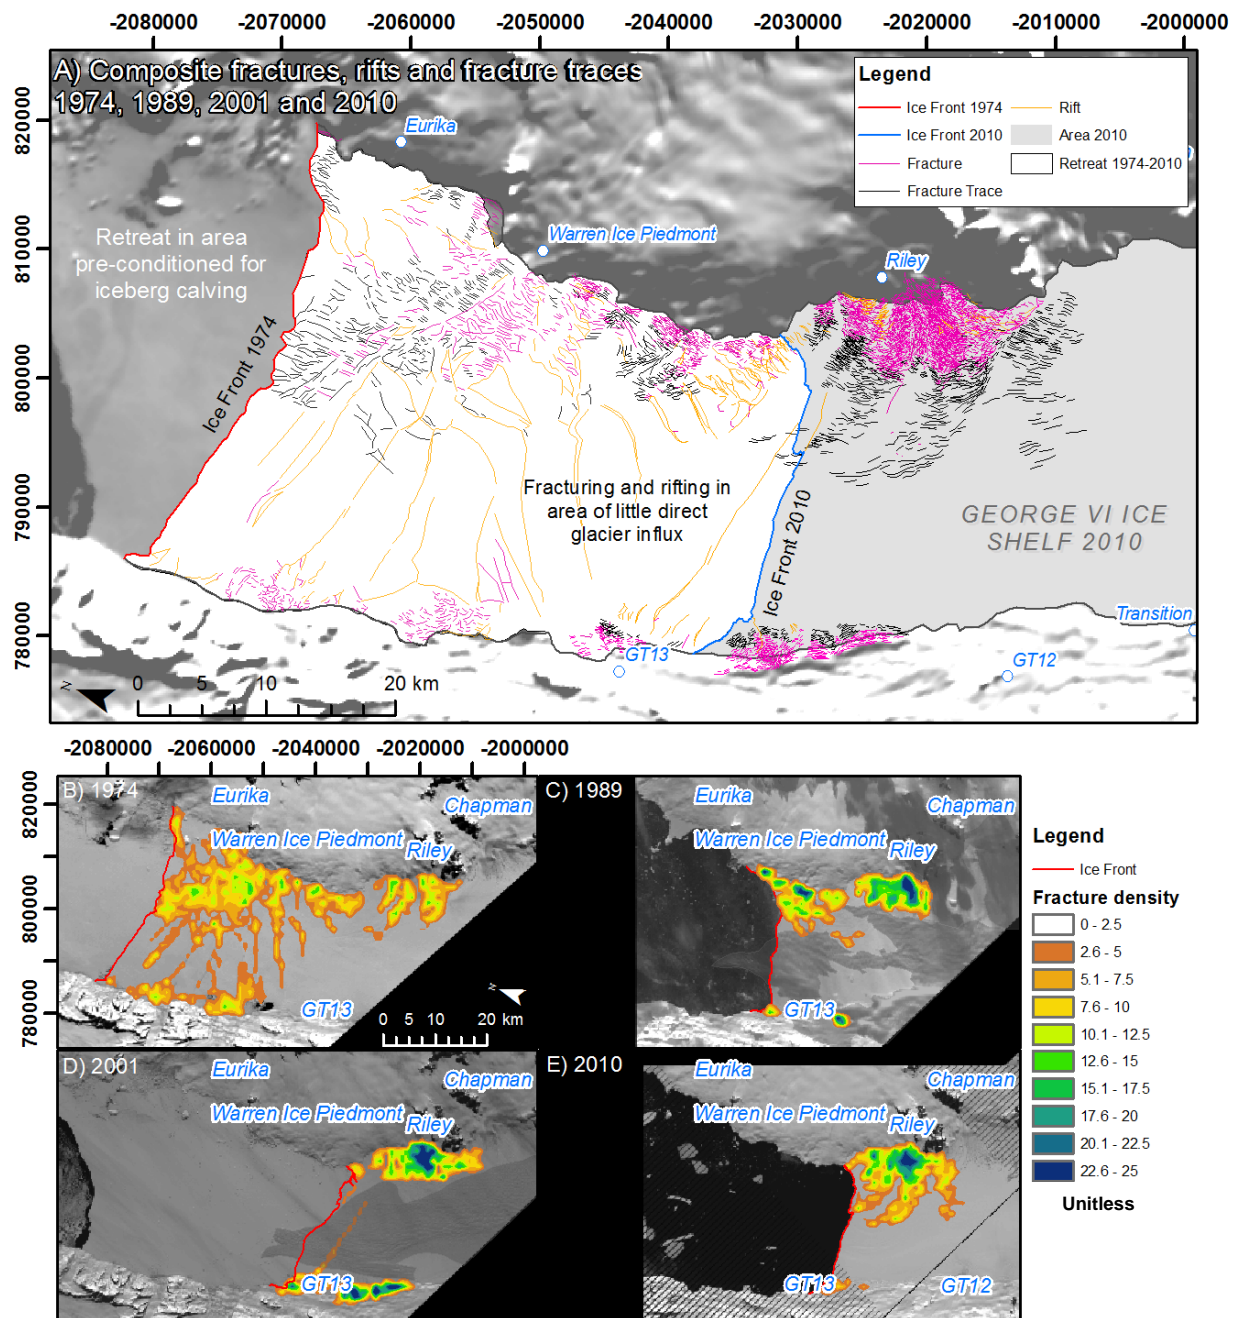 -2080000 -2070000 -2060000 -2050000 -2040000 -2030000 -2020000 -2010000 -2000000
A) Composite fractures, rifts and fracture traces
1974, 1989, 2001 and 2010
Legend
Ice Front 1974
Rift
Ice Front 2010
Area 2010
Fracture
Retreat 1974-2010
Fracture Trace
820000
810000
800000
790000
780000
Eurika
Warren Ice Piedmont
Riley
Retreat in area
pre-conditioned for
iceberg calving
Ice Front 1974
Fracturing and rifting in
area of little direct
glacier influx
Ice Front 2010
GEORGE VI ICE
SHELF 2010
Transition
GT13
GT12
N
0 5 10 20 km
-2080000 -2060000 -2040000 -2020000 -2000000
820000
800000
780000
B) 1974
Eurika
Chapman
Warren Ice Piedmont
Riley
GT13
N
0 5 10 20 km
C) 1989
Eurika
Chapman
Warren Ice Piedmont
Riley
GT13
D) 2001
Eurika
Chapman
Warren Ice Piedmont
Riley
GT13
E) 2010
Eurika
Chapman
Warren Ice Piedmont
Riley
GT13
GT12
Legend
Ice Front
Fracture density
0 - 2.5
2.6 - 5
5.1 - 7.5
7.6 - 10
10.1 - 12.5
12.6 - 15
15.1 - 17.5
17.6 - 20
20.1 - 22.5
22.6 - 25
Unitless